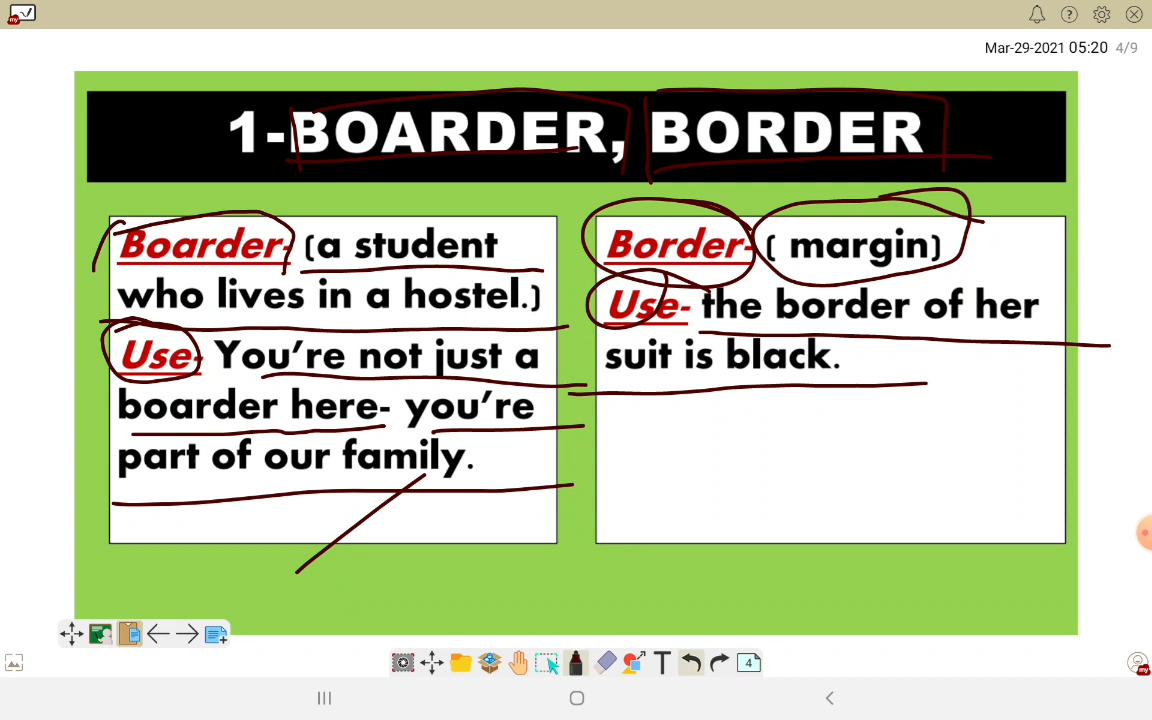 my
Mar-29-2021 05:20 4/9
1-BOARDER, BORDER
Boarder- (a student
who lives in a hostel.)
Use- You’re not just a
boarder here- you’re
part of our family.
Border- ( margin)
Use- the border of her
suit is black.
4
my